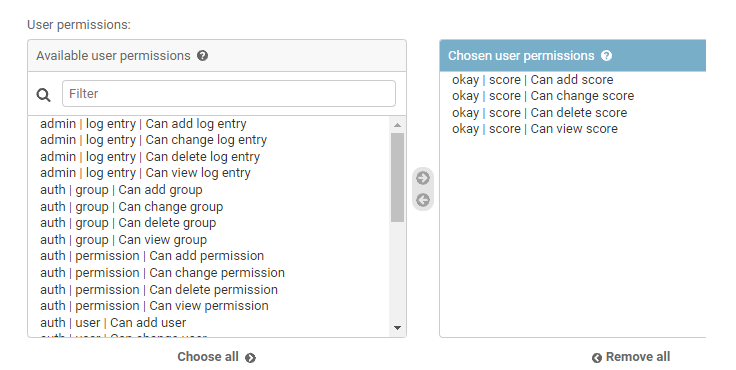 User permissions:
Available user permissions ?
Filter
admin | log entry | Can add log entry
admin | log entry | Can change log entry
admin | log entry | Can delete log entry
admin | log entry | Can view log entry
auth | group | Can add group
auth | group | Can change group
auth | group | Can delete group
auth | group | Can view group
auth | permission | Can add permission
auth | permission | Can change permission
auth | permission | Can delete permission
auth | permission | Can view permission
auth | user | Can add user
auth | user | Can change user
Choose all
Chosen user permissions ?
okay | score | Can add score
okay | score | Can change score
okay | score | Can delete score
okay | score | Can view score
Remove all